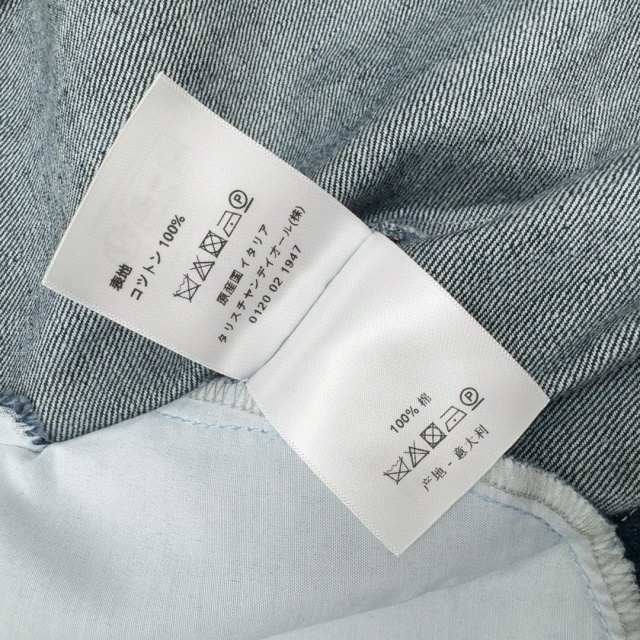 表地
コットン 100%
原産国 イタリア
タリスチャンディオール(株)
0120 02 1947
100% 棉
产地 - 意大利